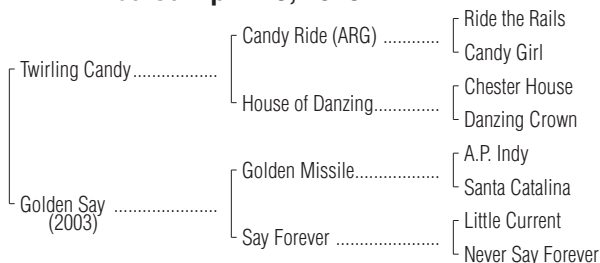 Ride the Rails
Candy Ride (ARG) ............
Candy Girl
Twirling Candy..................
Chester House
House of Danzing..............
Danzing Crown
A.P. Indy
Golden Missile..................
Santa Catalina
Golden Say ......................
(2003)
Little Current
Say Forever ......................
Never Say Forever